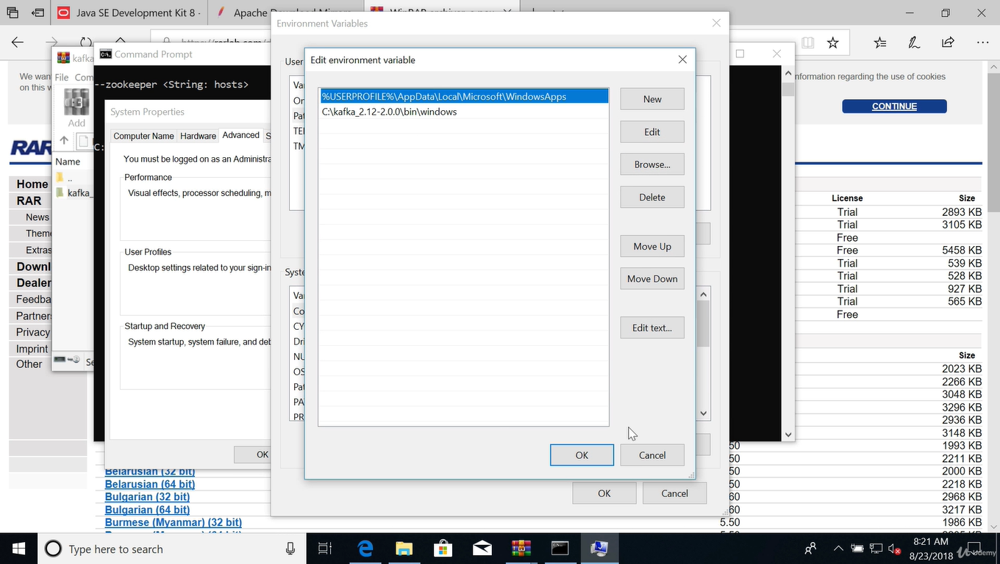 Java SE Development Kit 8 -
Apache Download Mirrors
WinRAR archiver, a pow
Environment Variables
Command Prompt
Edit environment variable
kafka
File Com
Add
Name
..
kafka_
--zookeeper <String: hosts>
C:
System Properties
Computer Name
Hardware
Advanced
You must be logged on as an Administra
Performance
Visual effects, processor scheduling, m
User Profiles
Desktop settings related to your sign-in
Startup and Recovery
System startup, system failure, and deb
OK
User
Va
On
Pat
TE
TM
Syste
Va
Co
CY
Dri
NU
OS
Pat
PA
PR
%USERPROFILE%\AppData\Local\Microsoft\WindowsApps
C:\kafka_2.12-2.0.0\bin\windows
New
Edit
Browse...
Delete
Move Up
Move Down
Edit text...
OK
Cancel
OK
Cancel
We wan
on this w
nformation regarding the use of cookies
CONTINUE
RAR
Home
RAR
News
Theme
Extras
Downl
Dealer
Feedba
Partners
Privacy
Imprint
Other
License Size
Trial 2893 KB
Trial 3105 KB
Free
Free 5458 KB
Trial 539 KB
Trial 528 KB
Trial 927 KB
Trial 565 KB
Free
Size
2023 KB
2266 KB
3048 KB
3296 KB
2936 KB
3148 KB
.50 1993 KB
.50 2211 KB
Belarusian (32 bit) .50 2000 KB
Belarusian (64 bit) .50 2218 KB
Bulgarian (32 bit) .60 2968 KB
Bulgarian (64 bit) .60 3217 KB
Burmese (Myanmar) (32 bit) 5.50 1986 KB
Type here to search
8:21 AM
8/23/2018
Udemy